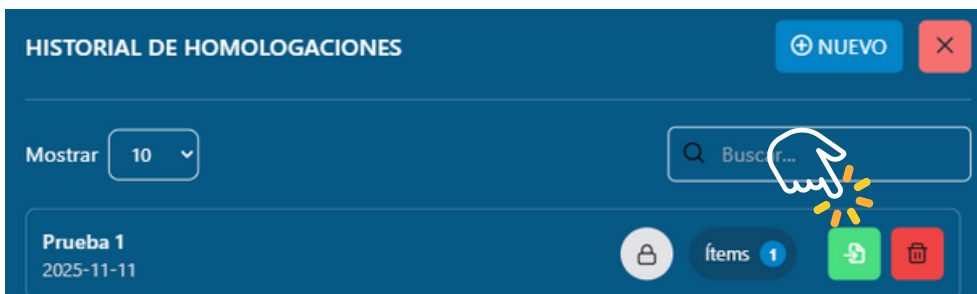 HISTORIAL DE HOMOLOGACIONES
NUEVO
Mostrar 10
Buscar...
Prueba 1
Ítems 1
2025-11-11